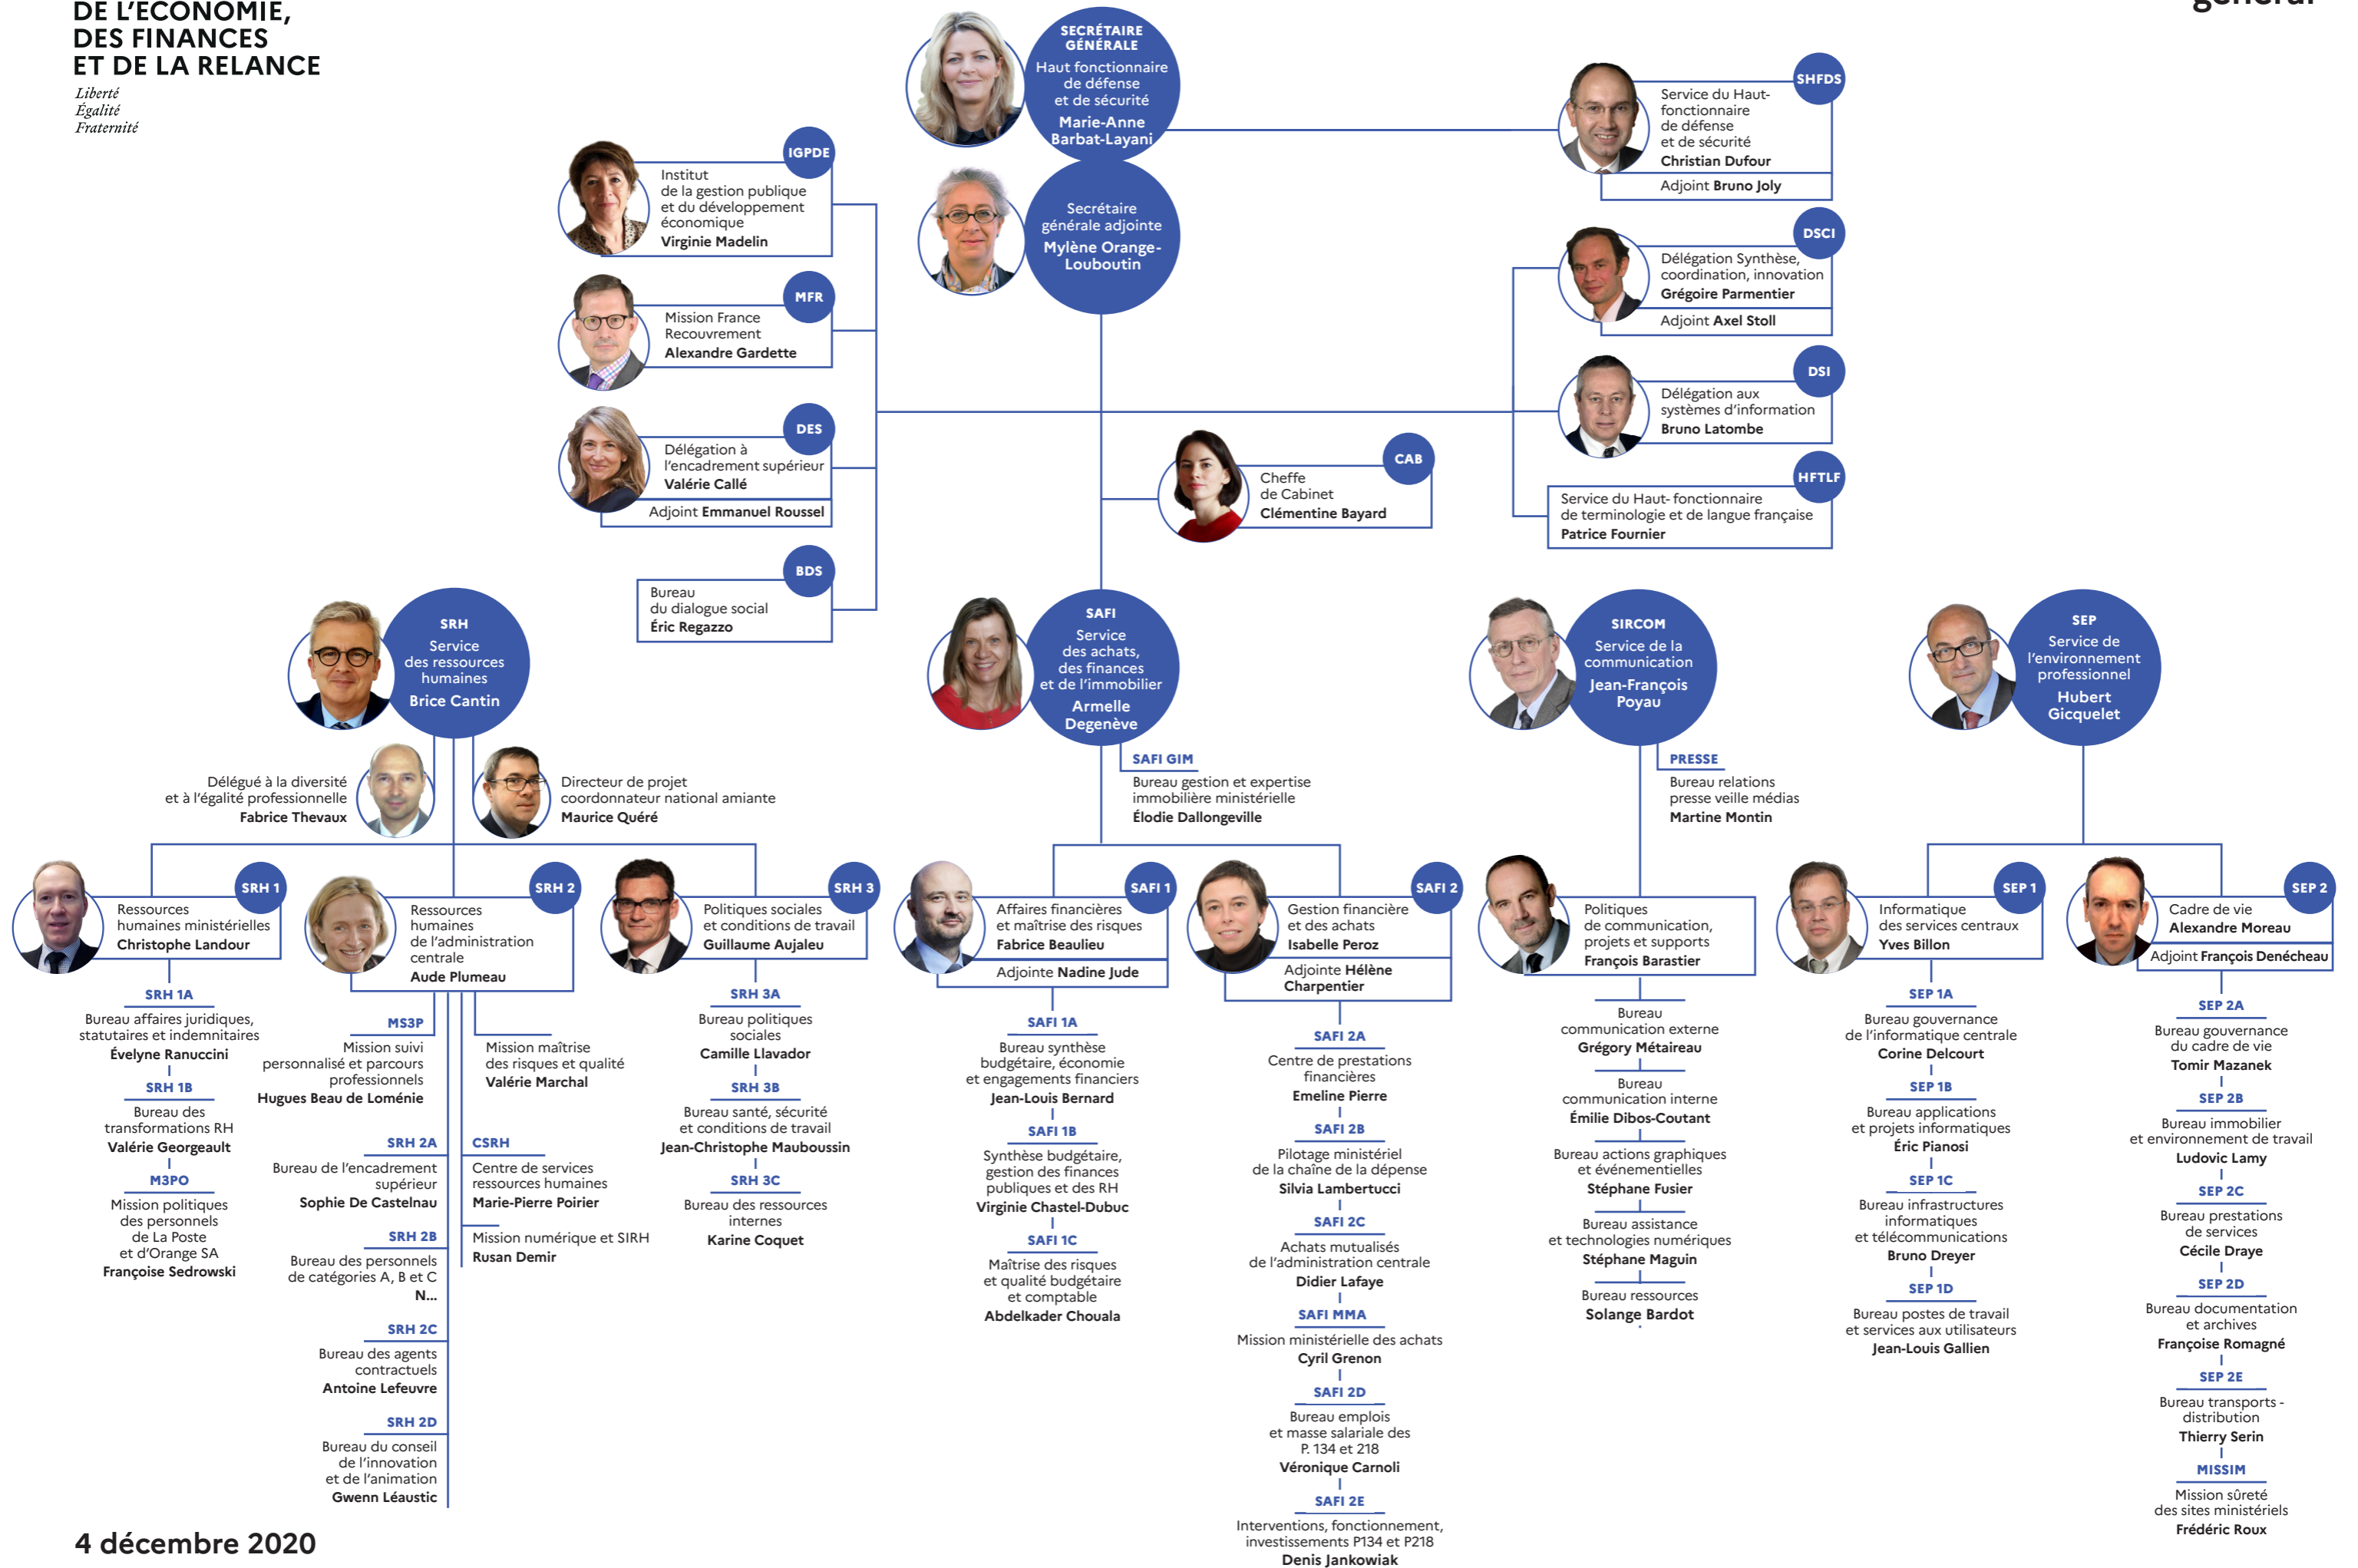 DE L'ÉCONOMIE,
DES FINANCES
ET DE LA RELANCE
Liberté
Égalité
Fraternité
général
SECRÉTAIRE
GÉNÉRALE
Haut fonctionnaire
de défense
et de sécurité
Marie-Anne
Barbat-Layani
Secrétaire
générale adjointe
Mylène Orange-
Louboutin
SHFDS
Service du Haut-
fonctionnaire
de défense
et de sécurité
Christian Dufour
Adjoint Bruno Joly
IGPDE
Institut
de la gestion publique
et du développement
économique
Virginie Madelin
MFR
Mission France
Recouvrement
Alexandre Gardette
DES
Délégation à
l'encadrement supérieur
Valérie Callé
Adjoint Emmanuel Roussel
BDS
Bureau
du dialogue social
Éric Regazzo
DSCI
Délégation Synthèse,
coordination, innovation
Grégoire Parmentier
Adjoint Axel Stoll
DSI
Délégation aux
systèmes d'information
Bruno Latombe
HFTLF
Service du Haut- fonctionnaire
de terminologie et de langue française
Patrice Fournier
CAB
Cheffe
de Cabinet
Clémentine Bayard
SRH
Service
des ressources
humaines
Brice Cantin
Délégué à la diversité
et à l'égalité professionnelle
Fabrice Thevaux
Directeur de projet
coordonnateur national amiante
Maurice Quéré
SRH 1
Ressources
humaines ministérielles
Christophe Landour
SRH 1A
Bureau affaires juridiques,
statutaires et indemnitaires
Évelyne Ranuccini
SRH 1B
Bureau des
transformations RH
Valérie Georgeault
M3PO
Mission politiques
des personnels
de La Poste
et d'Orange SA
Françoise Sedrowski
SRH 2
Ressources
humaines
de l'administration
centrale
Aude Plumeau
MS3P
Mission suivi
personnalisé et parcours
professionnels
Hugues Beau de Loménie
Mission maîtrise
des risques et qualité
Valérie Marchal
SRH 2A
Bureau de l'encadrement
supérieur
Sophie De Castelnau
CSRH
Centre de services
ressources humaines
Marie-Pierre Poirier
Mission numérique et SIRH
Rusan Demir
SRH 2B
Bureau des personnels
de catégories A, B et C
N...
SRH 2C
Bureau des agents
contractuels
Antoine Lefeuvre
SRH 2D
Bureau du conseil
de l'innovation
et de l'animation
Gwenn Léaustic
SRH 3
Politiques sociales
et conditions de travail
Guillaume Aujaleu
SRH 3A
Bureau politiques
sociales
Camille Llavador
SRH 3B
Bureau santé, sécurité
et conditions de travail
Jean-Christophe Mauboussin
SRH 3C
Bureau des ressources
internes
Karine Coquet
SAFI
Service
des achats,
des finances
et de l'immobilier
Armelle
Degenève
SAFI GIM
Bureau gestion et expertise
immobilière ministérielle
Élodie Dallongeville
SAFI 1
Affaires financières
et maîtrise des risques
Fabrice Beaulieu
Adjointe Nadine Jude
SAFI 1A
Bureau synthèse
budgétaire, économie
et engagements financiers
Jean-Louis Bernard
SAFI 1B
Synthèse budgétaire,
gestion des finances
publiques et des RH
Virginie Chastel-Dubuc
SAFI 1C
Maîtrise des risques
et qualité budgétaire
et comptable
Abdelkader Chouala
SAFI 2
Gestion financière
et des achats
Isabelle Peroz
Adjointe Hélène
Charpentier
SAFI 2A
Centre de prestations
financières
Emeline Pierre
SAFI 2B
Pilotage ministériel
de la chaîne de la dépense
Silvia Lambertucci
SAFI 2C
Achats mutualisés
de l'administration centrale
Didier Lafaye
SAFI MMA
Mission ministérielle des achats
Cyril Grenon
SAFI 2D
Bureau emplois
et masse salariale des
P. 134 et 218
Véronique Carnoli
SAFI 2E
Interventions, fonctionnement,
investissements P134 et P218
Denis Jankowiak
SIRCOM
Service de la
communication
Jean-François
Poyau
PRESSE
Bureau relations
presse veille médias
Martine Montin
Politiques
de communication,
projets et supports
François Barastier
Bureau
communication externe
Grégory Métaireau
Bureau
communication interne
Émilie Dibos-Coutant
Bureau actions graphiques
et événementielles
Stéphane Fusier
Bureau assistance
et technologies numériques
Stéphane Maguin
Bureau ressources
Solange Bardot
SEP
Service de
l'environnement
professionnel
Hubert
Gicquelet
SEP 1
Informatique
des services centraux
Yves Billon
SEP 1A
Bureau gouvernance
de l'informatique centrale
Corine Delcourt
SEP 1B
Bureau applications
et projets informatiques
Éric Pianosi
SEP 1C
Bureau infrastructures
informatiques
et télécommunications
Bruno Dreyer
SEP 1D
Bureau postes de travail
et services aux utilisateurs
Jean-Louis Gallien
SEP 2
Cadre de vie
Alexandre Moreau
Adjoint François Denécheau
SEP 2A
Bureau gouvernance
du cadre de vie
Tomir Mazanek
SEP 2B
Bureau immobilier
et environnement de travail
Ludovic Lamy
SEP 2C
Bureau prestations
de services
Cécile Draye
SEP 2D
Bureau documentation
et archives
Françoise Romagné
SEP 2E
Bureau transports -
distribution
Thierry Serin
MISSIM
Mission sûreté
des sites ministériels
Frédéric Roux
4 décembre 2020